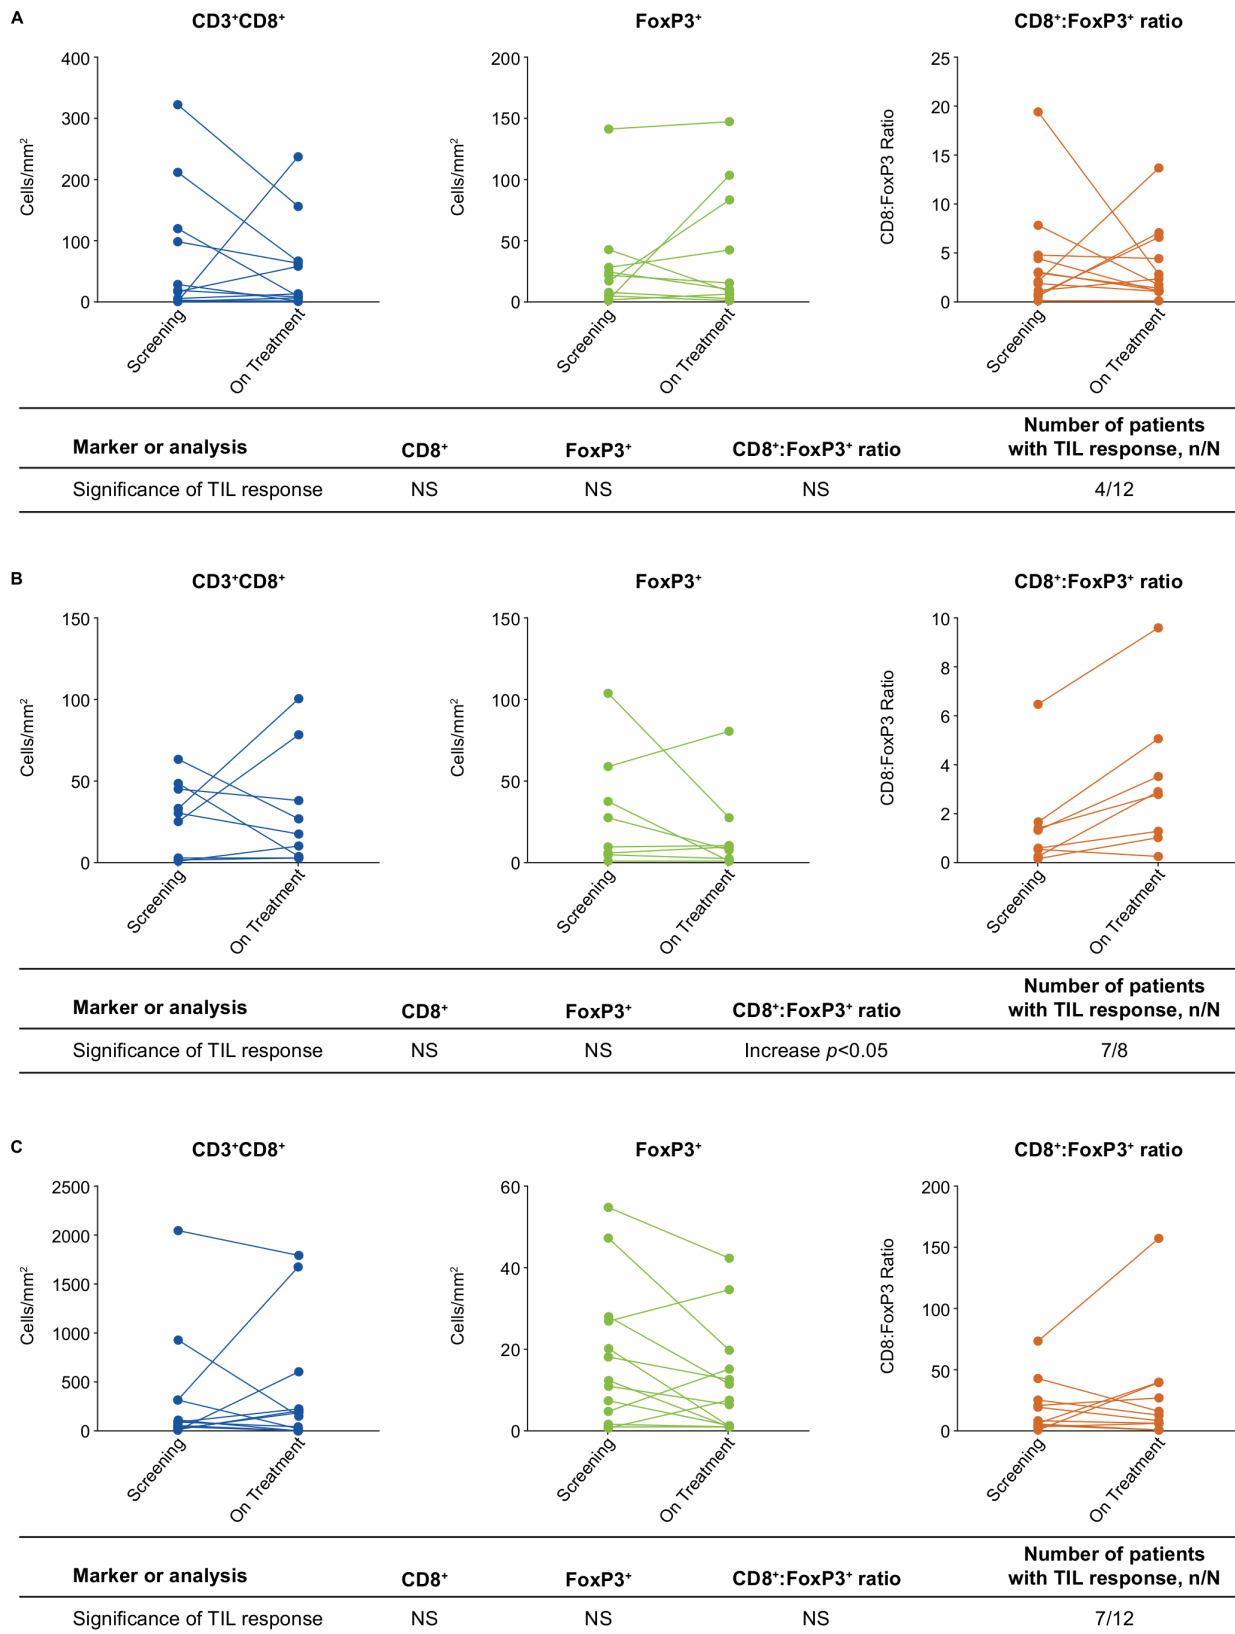 A
CD3⁺CD8⁺
FoxP3⁺
CD8⁺:FoxP3⁺ ratio
Cells/mm²
400
300
200
100
0
Screening
On Treatment
Cells/mm²
200
150
100
50
0
Screening
On Treatment
CD8:FoxP3 Ratio
25
20
15
10
5
0
Screening
On Treatment
Marker or analysis
CD8⁺
FoxP3⁺
CD8⁺:FoxP3⁺ ratio
Number of patients
with TIL response, n/N
Significance of TIL response
NS
NS
NS
4/12
B
CD3⁺CD8⁺
FoxP3⁺
CD8⁺:FoxP3⁺ ratio
Cells/mm²
150
100
50
0
Screening
On Treatment
Cells/mm²
150
100
50
0
Screening
On Treatment
CD8:FoxP3 Ratio
10
8
6
4
2
0
Screening
On Treatment
Marker or analysis
CD8⁺
FoxP3⁺
CD8⁺:FoxP3⁺ ratio
Number of patients
with TIL response, n/N
Significance of TIL response
NS
NS
Increase p<0.05
7/8
C
CD3⁺CD8⁺
FoxP3⁺
CD8⁺:FoxP3⁺ ratio
Cells/mm²
2500
2000
1500
1000
500
0
Screening
On Treatment
Cells/mm²
60
40
20
0
Screening
On Treatment
CD8:FoxP3 Ratio
200
150
100
50
0
Screening
On Treatment
Marker or analysis
CD8⁺
FoxP3⁺
CD8⁺:FoxP3⁺ ratio
Number of patients
with TIL response, n/N
Significance of TIL response
NS
NS
NS
7/12